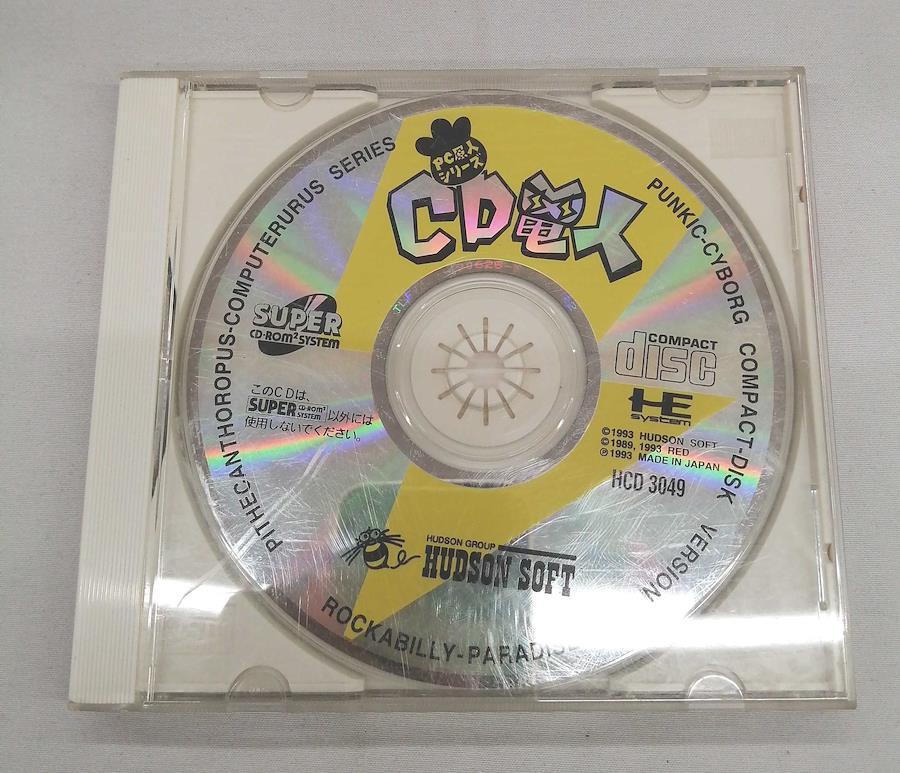 PC原人
シリーズ
CD電人
PITHECANTHOROPUS-COMPUTERURUS SERIES
PUNKIC-CYBORG COMPACT-DISK VERSION
SUPER
CD-ROM² SYSTEM
このCDは、
SUPER CD-ROM² SYSTEM 以外には
使用しないでください。
COMPACT
disc
HE
system
©1993 HUDSON SOFT
©1989, 1993 RED
Ⓟ1993 MADE IN JAPAN
HCD 3049
HUDSON GROUP
HUDSON SOFT
ROCKABILLY-PARADISE